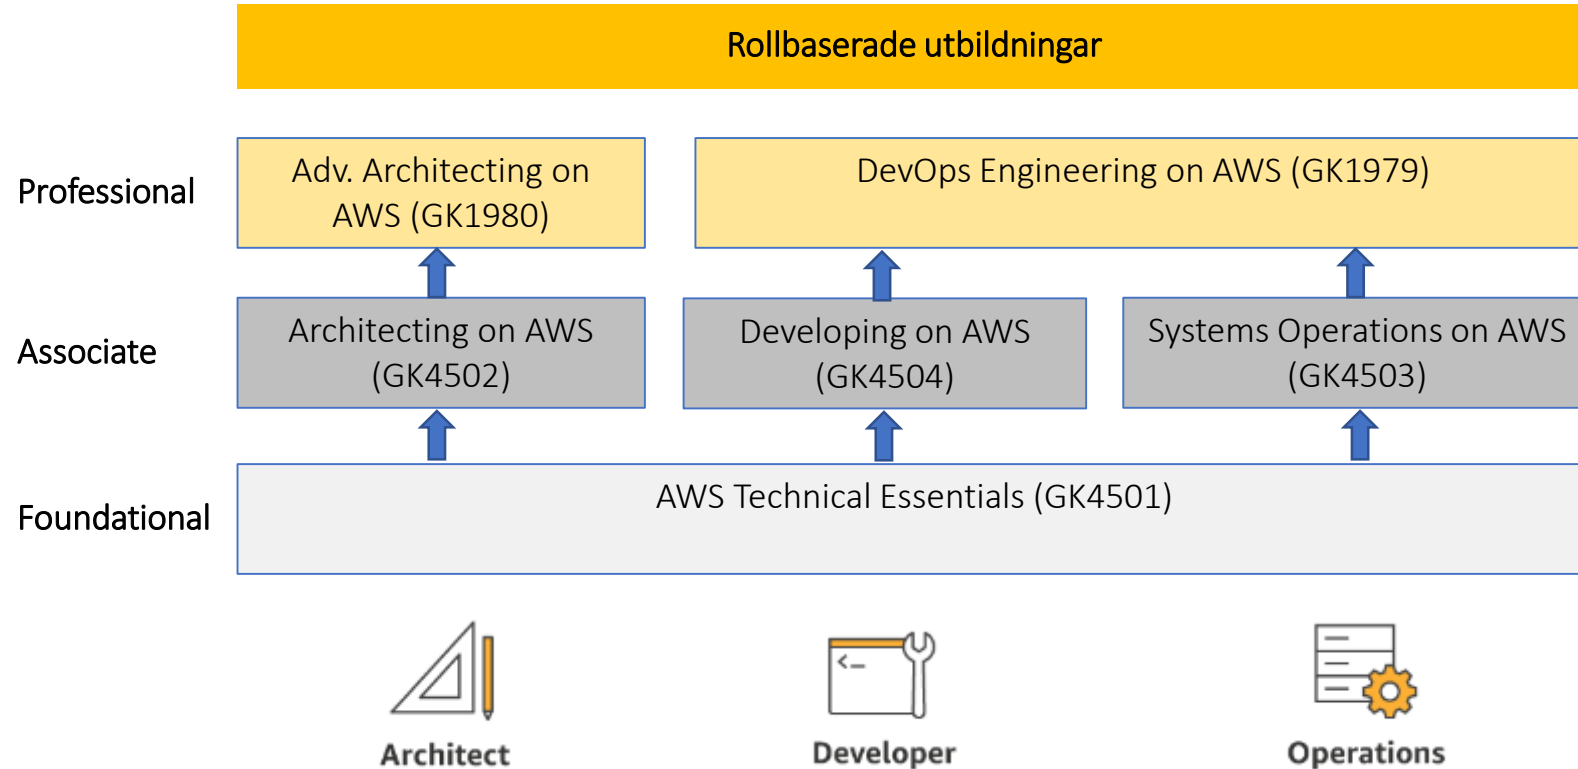 Rollbaserade utbildningar
Professional
Adv. Architecting on
AWS (GK1980)
DevOps Engineering on AWS (GK1979)
Associate
Architecting on AWS
(GK4502)
Developing on AWS
(GK4504)
Systems Operations on AWS
(GK4503)
Foundational
AWS Technical Essentials (GK4501)
Architect
Developer
Operations